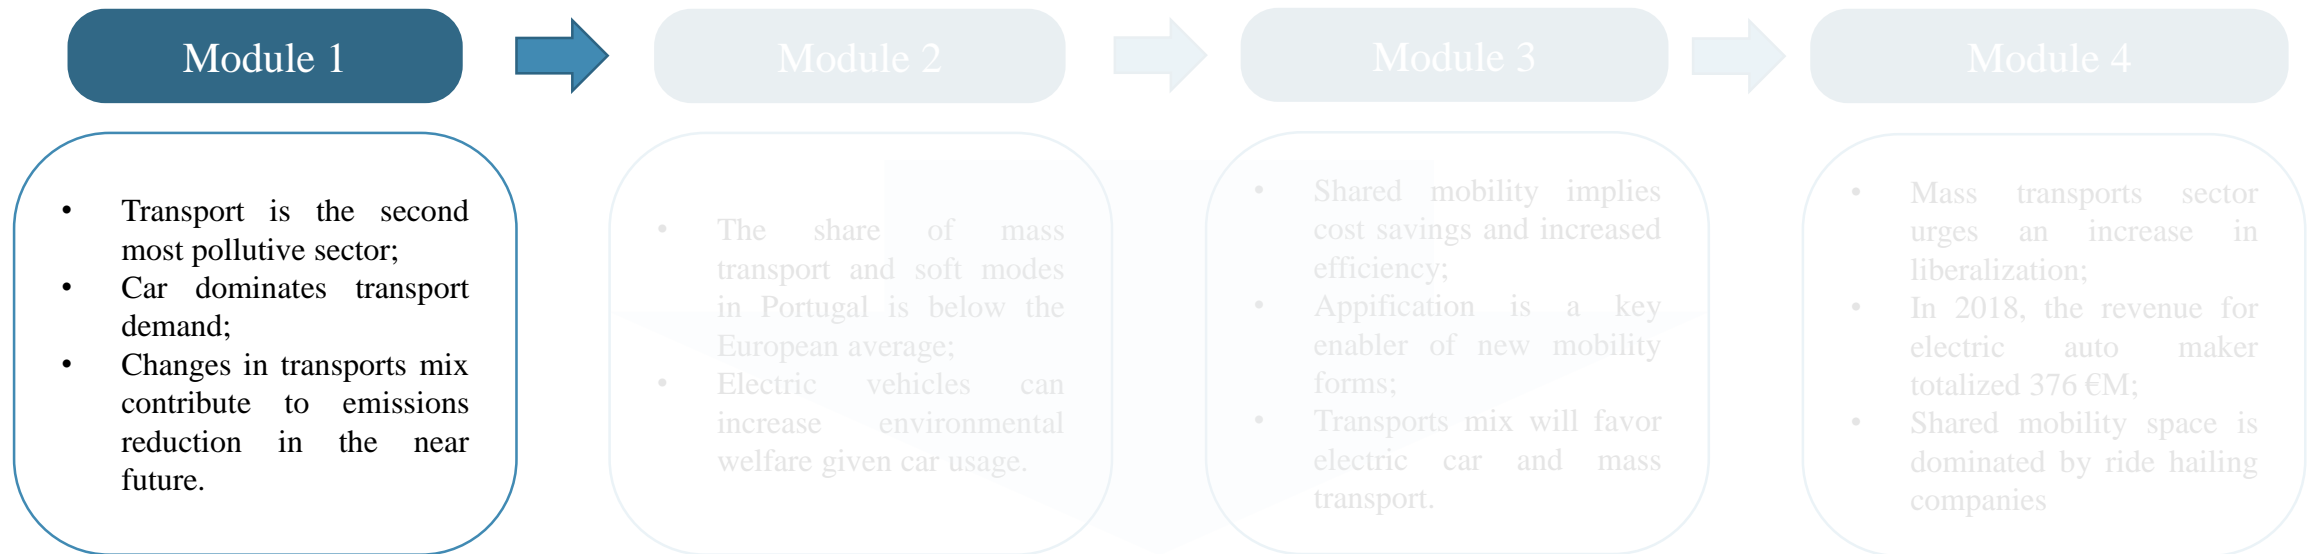 Module 1
Module 2
Module 3
Module 4
• Transport is the second
most pollutive sector;
• Car dominates transport
demand;
• Changes in transports mix
contribute to emissions
reduction in the near
future.
• The share of mass
transport and soft modes
in Portugal is below the
European average;
• Electric vehicles can
increase environmental
welfare given car usage.
• Shared mobility implies
cost savings and increased
efficiency;
• Appification is a key
enabler of new mobility
forms;
• Transports mix will favor
electric car and mass
transport.
• Mass transports sector
urges an increase in
liberalization;
• In 2018, the revenue for
electric auto maker
totalized 376 €M;
• Shared mobility space is
dominated by ride hailing
companies